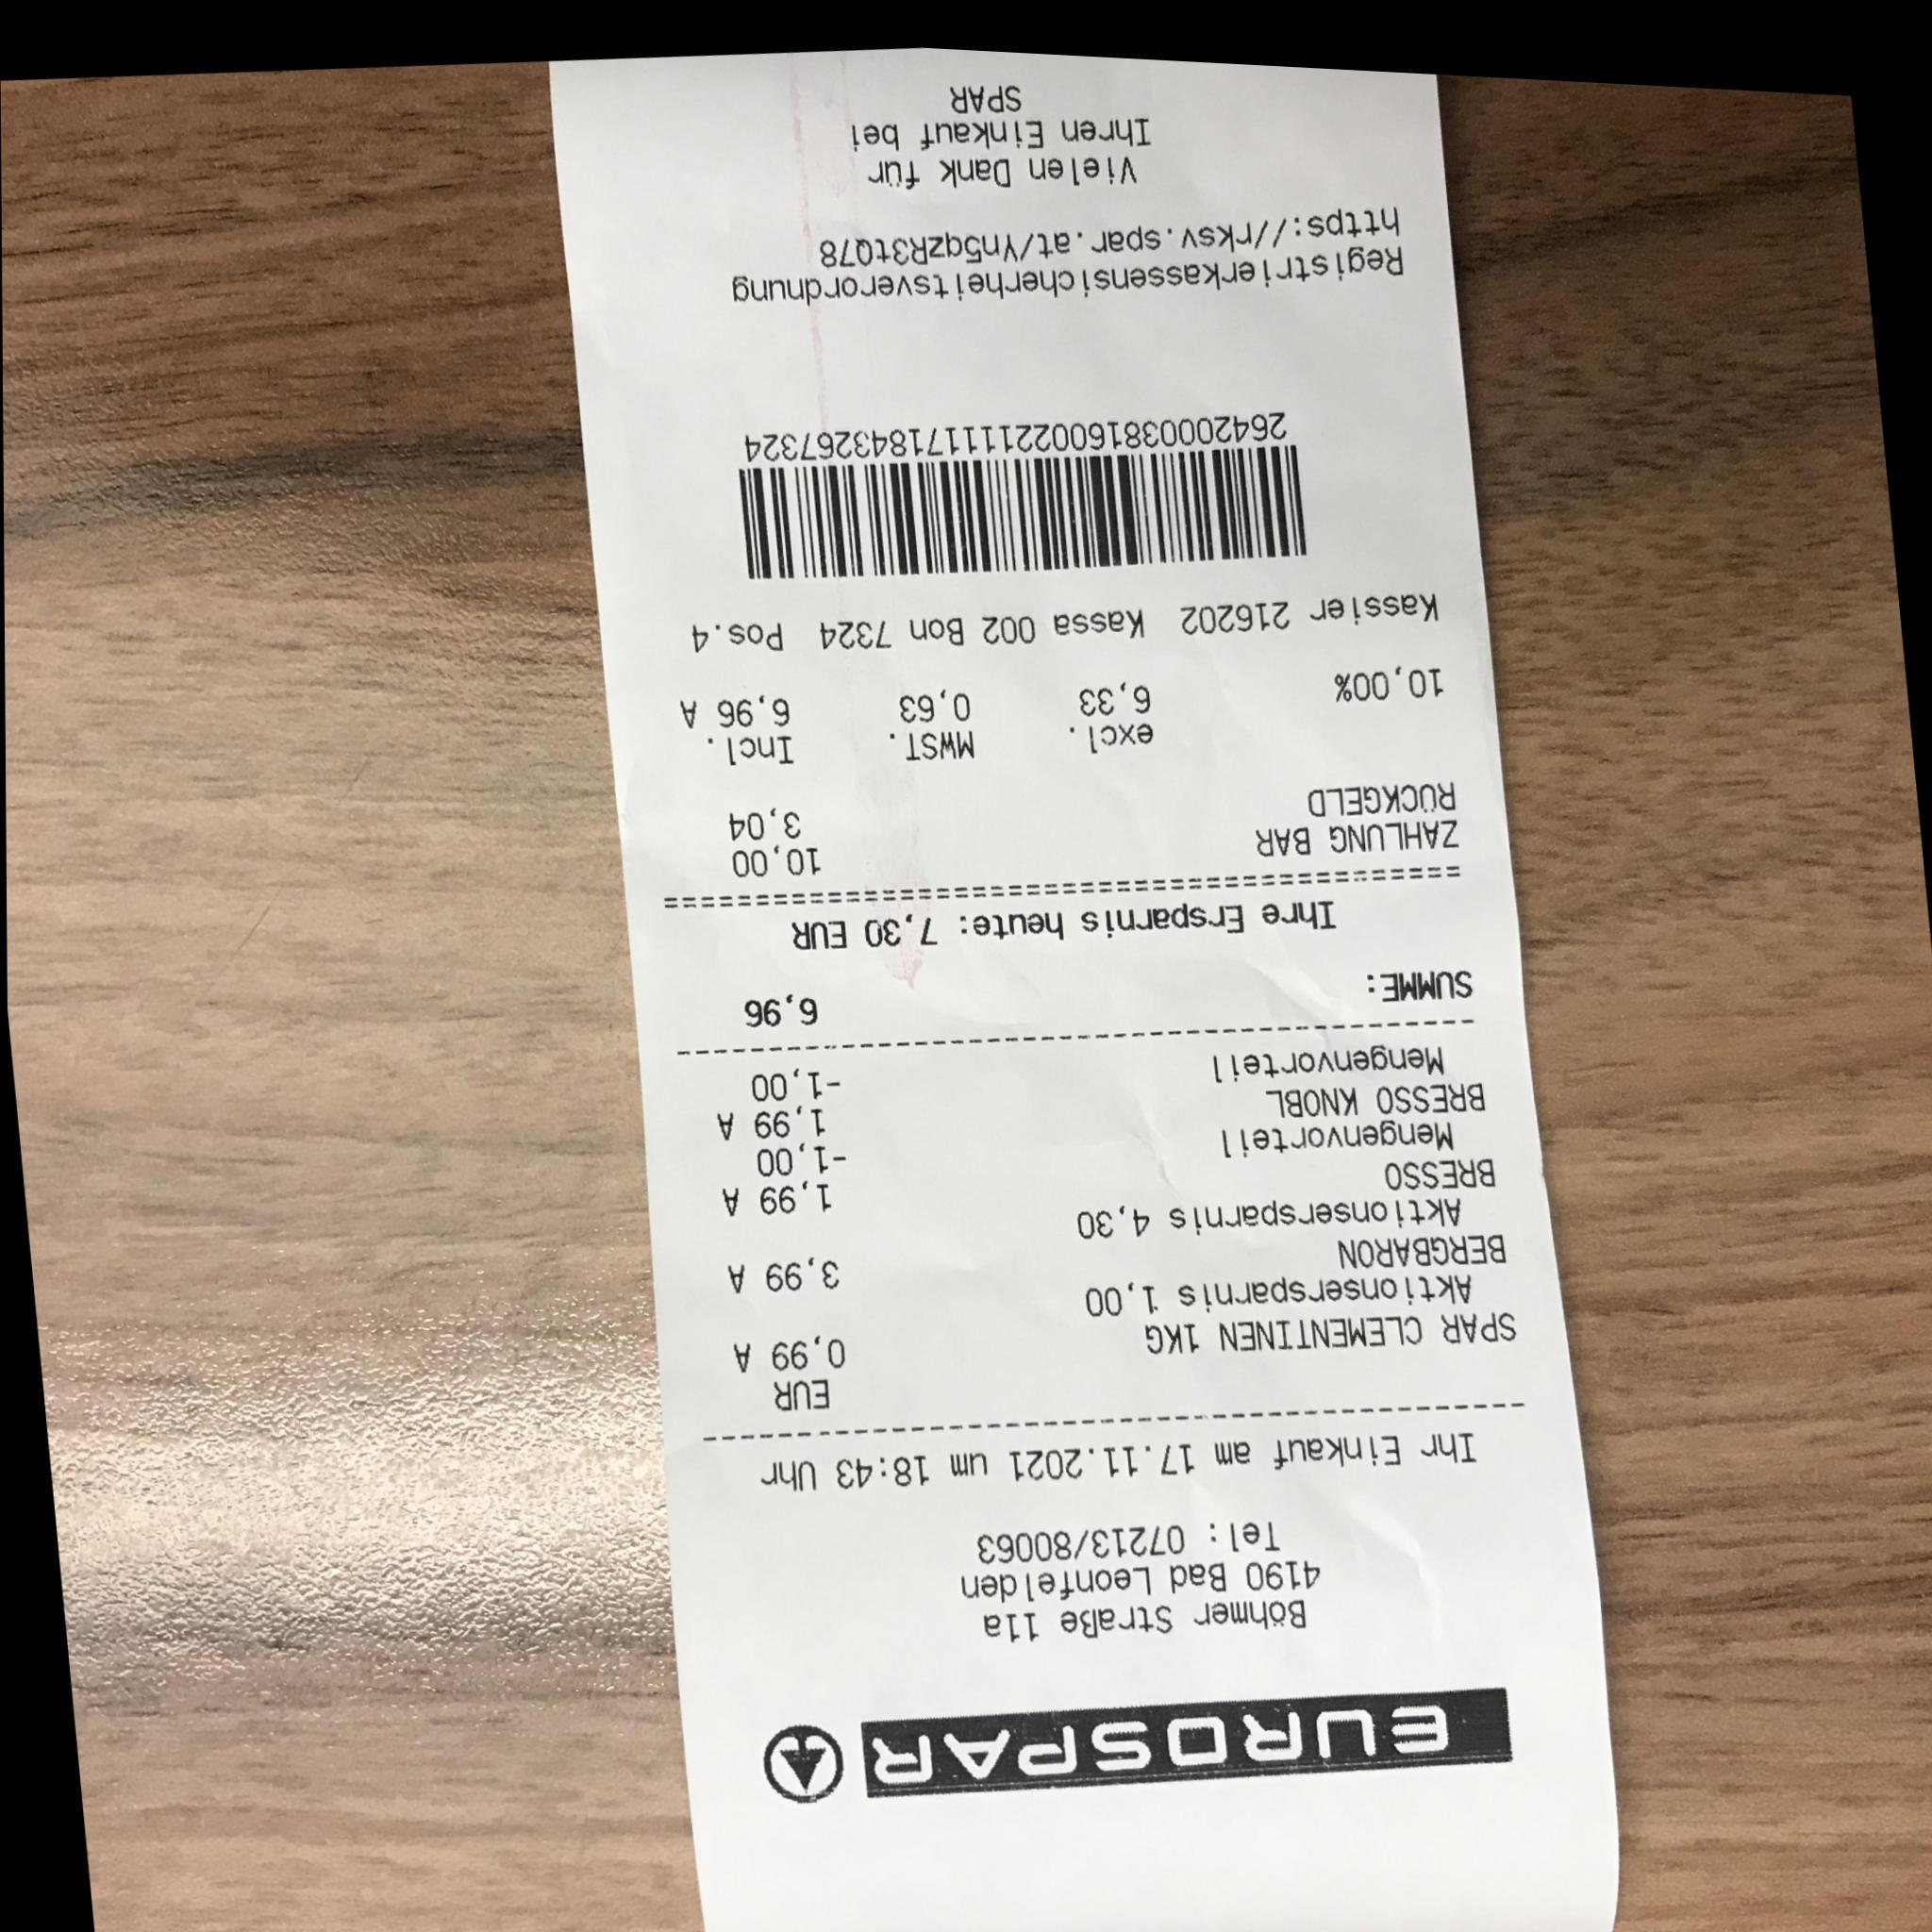 EUROSPAR
Böhmer Straße 11a
4190 Bad Leonfelden
Tel: 07213/80063
Ihr Einkauf am 17.11.2021 um 18:43 Uhr
EUR
SPAR CLEMENTINEN 1KG 0,99 A
Aktionsersparnis 1,00
BERGBARON 3,99 A
Aktionsersparnis 4,30
BRESSO 1,99 A
Mengenvorteil -1,00
BRESSO KNOBL 1,99 A
Mengenvorteil -1,00
SUMME: 6,96
Ihre Ersparnis heute: 7,30 EUR
ZAHLUNG BAR 10,00
RÜCKGELD 3,04
excl. MWST. Incl.
10,00% 6,33 0,63 6,96 A
Kassier 216202 Kassa 002 Bon 7324 Pos.4
2642000038160022111171843267324
Registrierkassensicherheitsverordnung
https://rksv.spar.at/Yn5qzR3tQ78
Vielen Dank für
Ihren Einkauf bei
SPAR